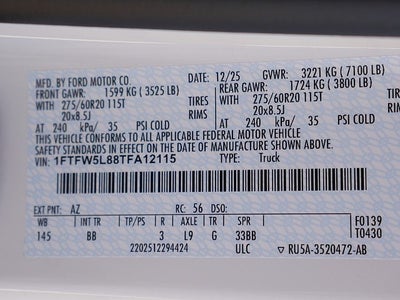 MFD. BY FORD MOTOR CO 12/25 GVWR: 3221 KG ( 7100 LB)
FRONT GAWR: 1599 KG ( 3525 LB) REAR GAWR: 1724 KG ( 3800 LB)
WITH 275/60R20 115T TIRES WITH 275/60R20 115T
20x8.5J RIMS 20x8.5J
AT 240 kPa/ 35 PSI COLD AT 240 kPa/ 35 PSI COLD
THIS VEHICLE CONFORMS TO ALL APPLICABLE FEDERAL MOTOR VEHICLE
SAFETY STANDARDS IN EFFECT ON THE DATE OF MANUFACTURE SHOWN ABOVE.
VIN: 1FTFW5L88TFA12115 TYPE: Truck
EXT PNT: AZ RC: 56 DSO:
WB INT TR TP/PS R AXLE TR SPR F0139
145 BB 3 L9 G 33BB T0430
2202512294424 ULC RU5A-3520472-AB